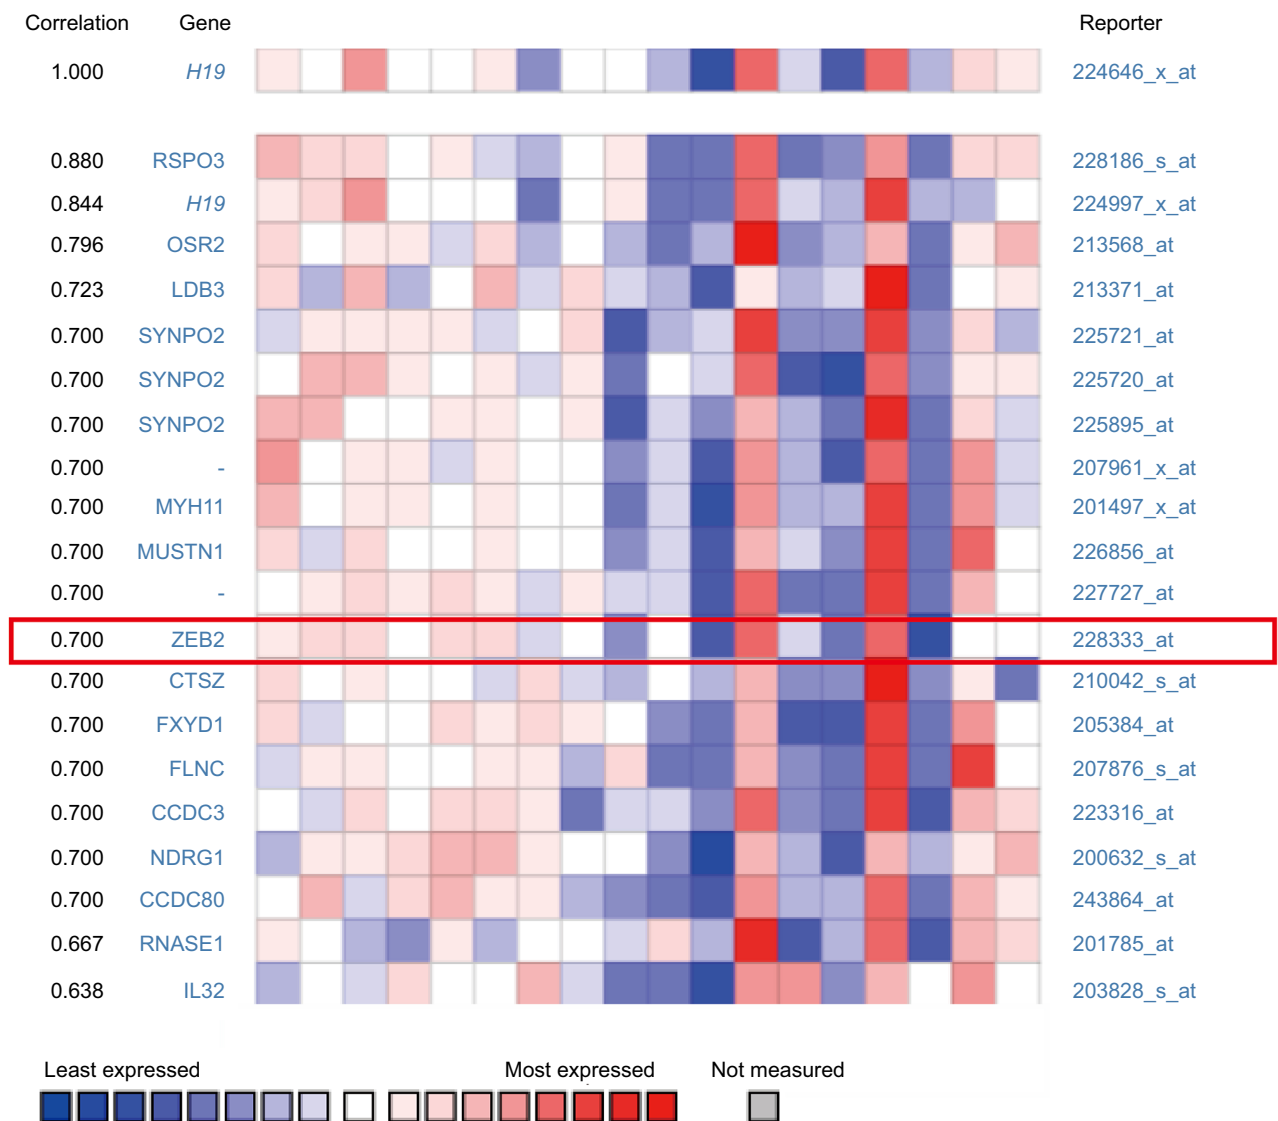 Correlation Gene Reporter
1.000 H19 224646_x_at
0.880 RSPO3 228186_s_at
0.844 H19 224997_x_at
0.796 OSR2 213568_at
0.723 LDB3 213371_at
0.700 SYNPO2 225721_at
0.700 SYNPO2 225720_at
0.700 SYNPO2 225895_at
0.700 - 207961_x_at
0.700 MYH11 201497_x_at
0.700 MUSTN1 226856_at
0.700 - 227727_at
0.700 ZEB2 228333_at
0.700 CTSZ 210042_s_at
0.700 FXYD1 205384_at
0.700 FLNC 207876_s_at
0.700 CCDC3 223316_at
0.700 NDRG1 200632_s_at
0.700 CCDC80 243864_at
0.667 RNASE1 201785_at
0.638 IL32 203828_s_at
Least expressed Most expressed Not measured